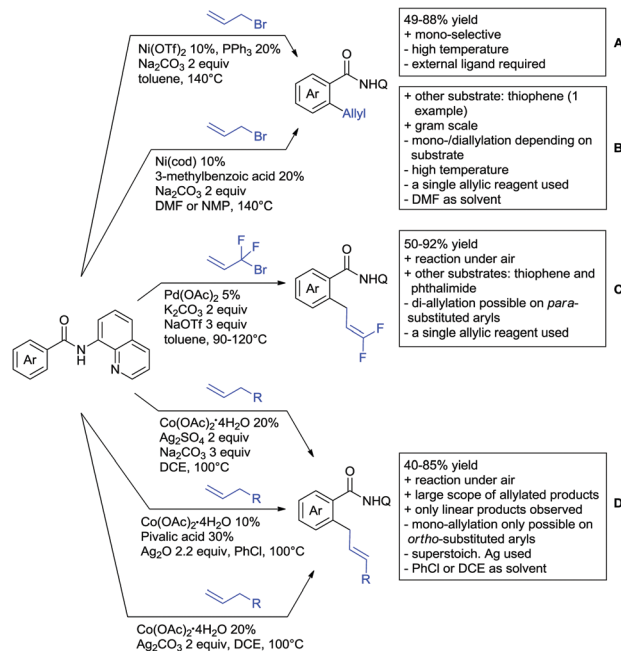 Br
Ni(OTf)₂ 10%, PPh₃ 20%
Na₂CO₃ 2 equiv
toluene, 140°C
O
NHQ
Ar
Allyl
49-88% yield
+ mono-selective
- high temperature
- external ligand required
A
Br
Ni(cod) 10%
3-methylbenzoic acid 20%
Na₂CO₃ 2 equiv
DMF or NMP, 140°C
+ other substrate: thiophene (1
example)
+ gram scale
- mono-/diallylation depending on
substrate
- high temperature
- a single allylic reagent used
- DMF as solvent
B
F
F
Br
Pd(OAc)₂ 5%
K₂CO₃ 2 equiv
NaOTf 3 equiv
toluene, 90-120°C
O
NHQ
Ar
F
F
50-92% yield
+ reaction under air
+ other substrates: thiophene and
phthalimide
- di-allylation possible on para-
substituted aryls
- a single allylic reagent used
C
O
Ar
N
H
N
R
Co(OAc)₂·4H₂O 20%
Ag₂SO₄ 2 equiv
Na₂CO₃ 3 equiv
DCE, 100°C
R
Co(OAc)₂·4H₂O 10%
Pivalic acid 30%
Ag₂O 2.2 equiv, PhCl, 100°C
O
NHQ
Ar
R
40-85% yield
+ reaction under air
+ large scope of allylated products
+ only linear products observed
- mono-allylation only possible on
ortho-substituted aryls
- superstoich. Ag used
- PhCl or DCE as solvent
D
R
Co(OAc)₂·4H₂O 20%
Ag₂CO₃ 2 equiv, DCE, 100°C